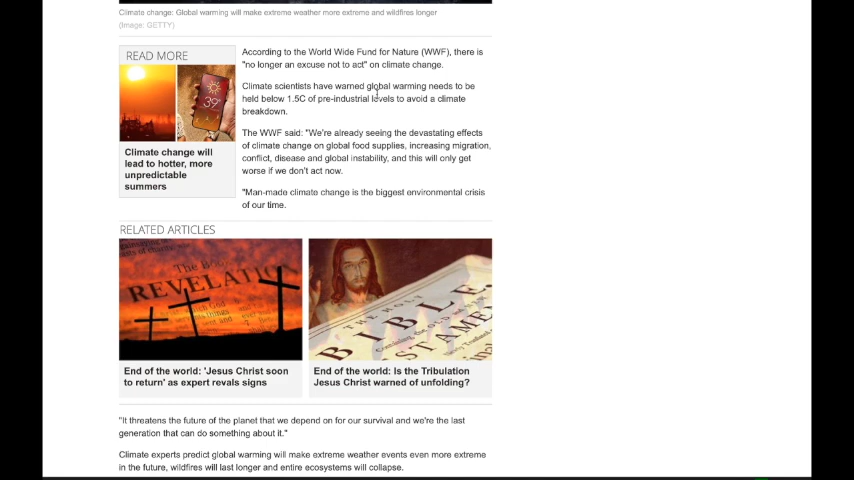 Climate change: Global warming will make extreme weather more extreme and wildfires longer
(Image: GETTY)
READ MORE
39°
Climate change will
lead to hotter, more
unpredictable
summers
According to the World Wide Fund for Nature (WWF), there is
"no longer an excuse not to act" on climate change.
Climate scientists have warned global warming needs to be
held below 1.5C of pre-industrial levels to avoid a climate
breakdown.
The WWF said: "We're already seeing the devastating effects
of climate change on global food supplies, increasing migration,
conflict, disease and global instability, and this will only get
worse if we don't act now.
"Man-made climate change is the biggest environmental crisis
of our time.
RELATED ARTICLES
The B
REVELATION
End of the world: 'Jesus Christ soon
to return' as expert revals signs
THE HOLY
BIBLE
Containing the OLD
End of the world: Is the Tribulation
Jesus Christ warned of unfolding?
"It threatens the future of the planet that we depend on for our survival and we're the last
generation that can do something about it."
Climate experts predict global warming will make extreme weather events even more extreme
in the future, wildfires will last longer and entire ecosystems will collapse.